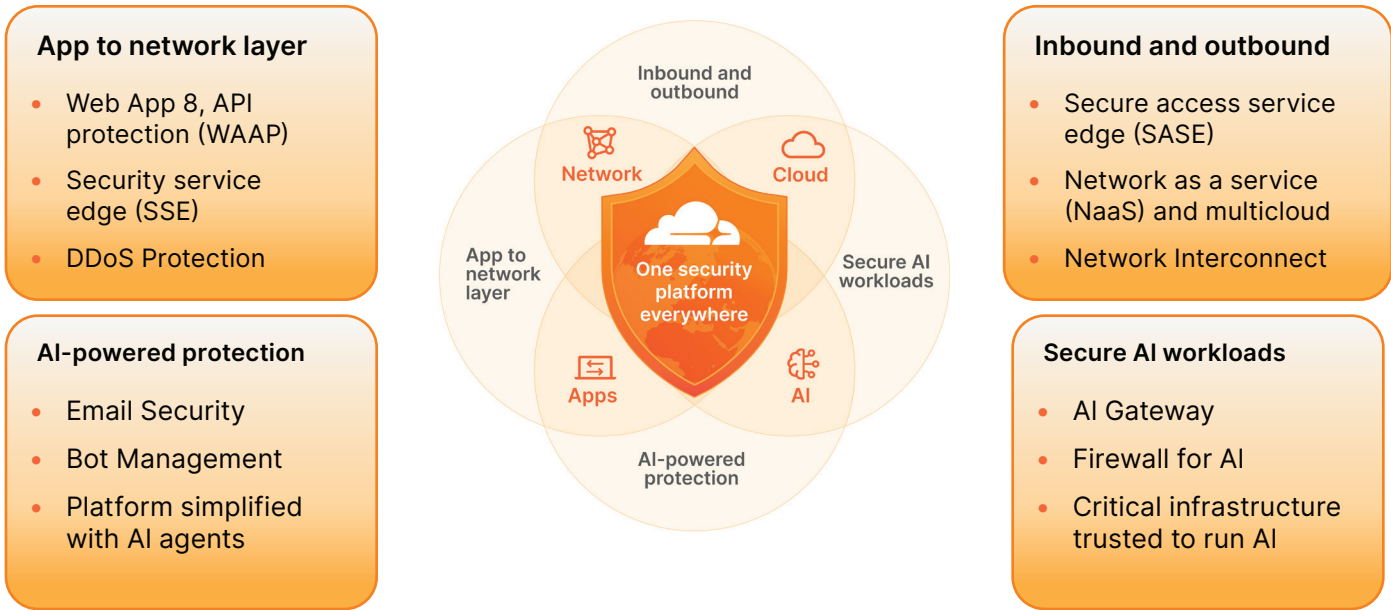 App to network layer
• Web App 8, API
protection (WAAP)
• Security service
edge (SSE)
• DDoS Protection
AI-powered protection
• Email Security
• Bot Management
• Platform simplified
with AI agents
Inbound and
outbound
Network
Cloud
App to
network
layer
One security
platform
everywhere
Secure AI
workloads
Apps
AI
AI-powered
protection
Inbound and outbound
• Secure access service
edge (SASE)
• Network as a service
(NaaS) and multicloud
• Network Interconnect
Secure AI workloads
• AI Gateway
• Firewall for AI
• Critical infrastructure
trusted to run AI